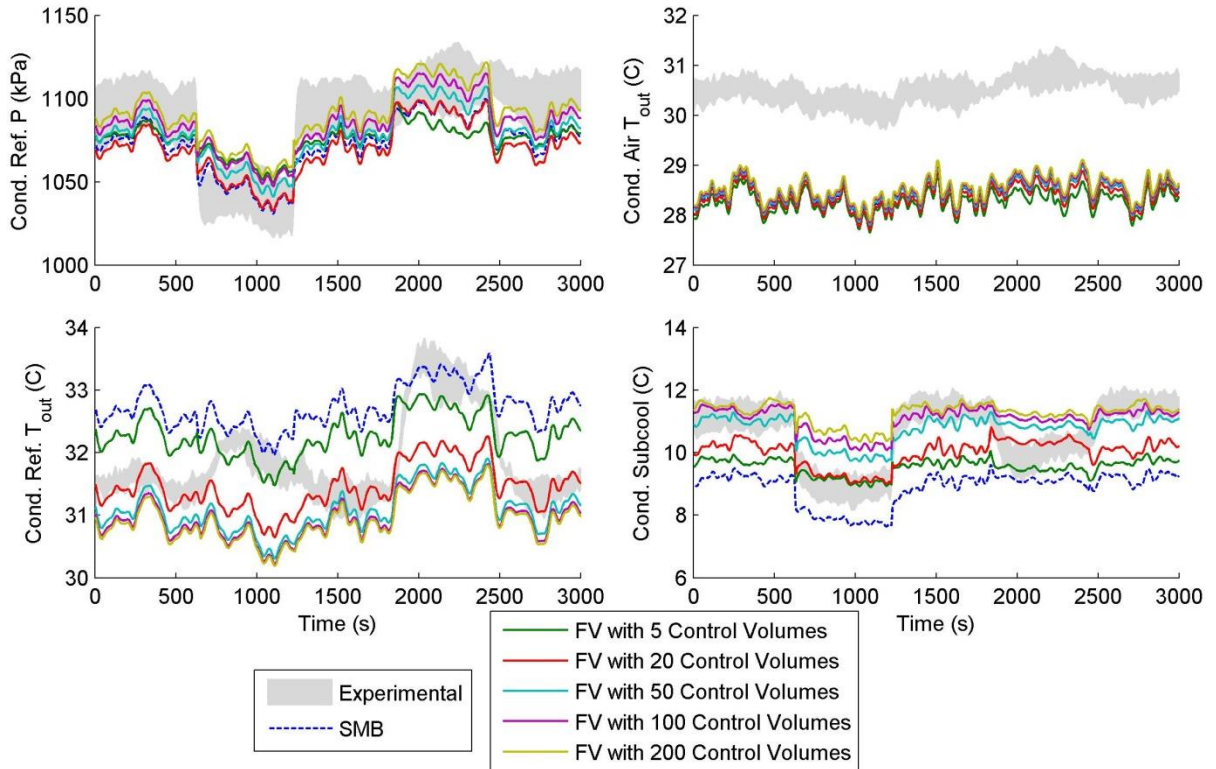 1150
1100
1050
1000
Cond. Ref. P (kPa)
0 500 1000 1500 2000 2500 3000
32
31
30
29
28
27
Cond. Air Tout (C)
0 500 1000 1500 2000 2500 3000
34
33
32
31
30
Cond. Ref. Tout (C)
0 500 1000 1500 2000 2500 3000
Time (s)
14
12
10
8
6
Cond. Subcool (C)
0 500 1000 1500 2000 2500 3000
Time (s)
Experimental
SMB
FV with 5 Control Volumes
FV with 20 Control Volumes
FV with 50 Control Volumes
FV with 100 Control Volumes
FV with 200 Control Volumes